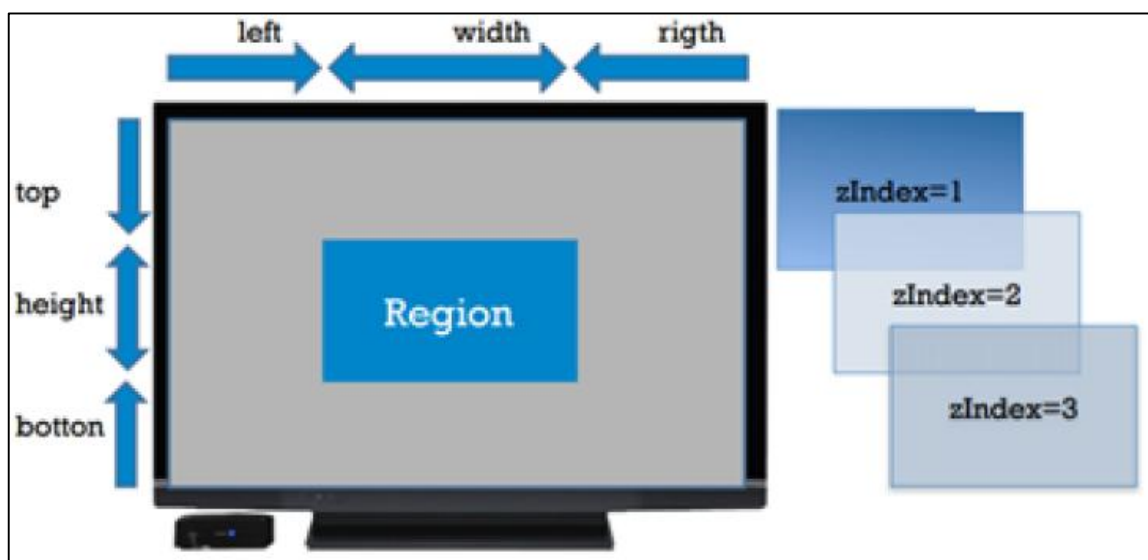 left width rigth
top
zIndex=1
height
Region
zIndex=2
botton
zIndex=3